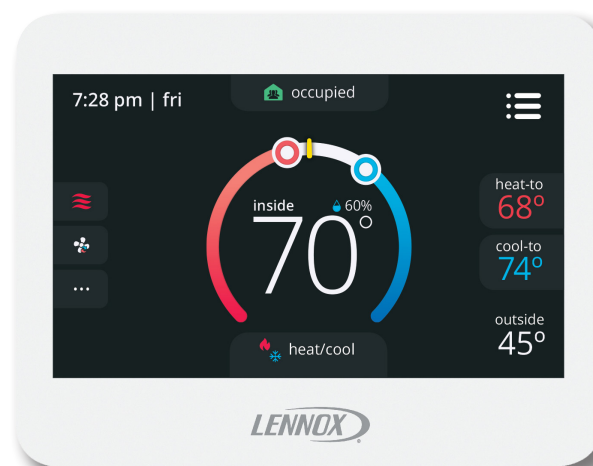 7:28 pm | fri
occupied
heat-to
68°
inside
60%
70°
cool-to
74°
outside
45°
heat/cool
LENNOX